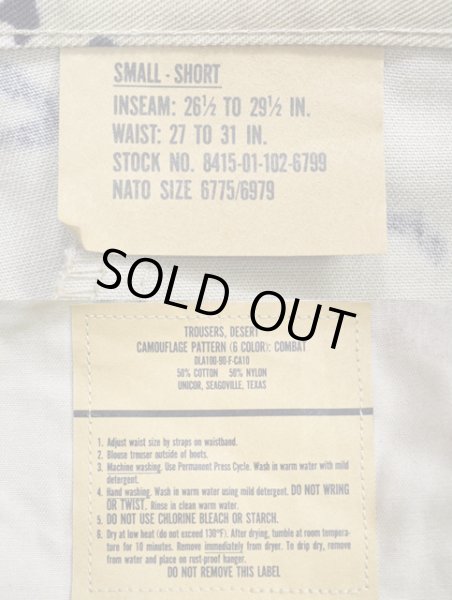 SMALL - SHORT
INSEAM: 26½ TO 29½ IN.
WAIST: 27 TO 31 IN.
STOCK NO. 8415-01-102-6799
NATO SIZE 6775/6979
SOLD OUT
TROUSERS, DESERT
CAMOUFLAGE PATTERN (6 COLOR): COMBAT
DLA100-90-F-CA10
50% COTTON 50% NYLON
UNICOR, SEAGOVILLE, TEXAS
1. Adjust waist size by straps on waistband.
2. Blouse trouser outside of boots.
3. Machine washing. Use Permanent Press Cycle. Wash in warm water with mild
detergent.
4. Hand washing. Wash in warm water using mild detergent. DO NOT WRING
OR TWIST. Rinse in clean warm water.
5. DO NOT USE CHLORINE BLEACH OR STARCH.
6. Dry at low heat (do not exceed 130°F). After drying, tumble at room tempera-
ture for 10 minutes. Remove immediately from dryer. To drip dry, remove
from water and place on rust-proof hanger.
DO NOT REMOVE THIS LABEL